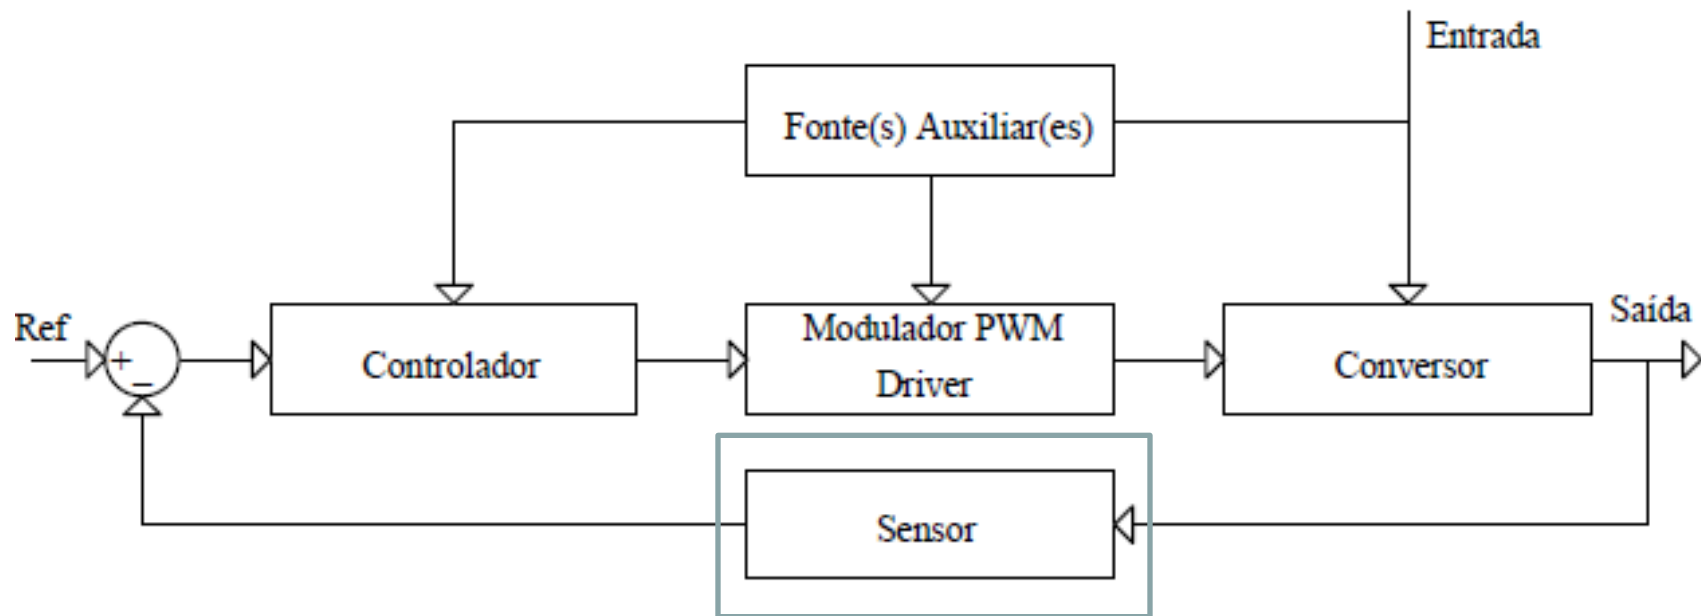 Entrada
Fonte(s) Auxiliar(es)
Ref
+
−
Controlador
Modulador PWM
Driver
Conversor
Saída
Sensor